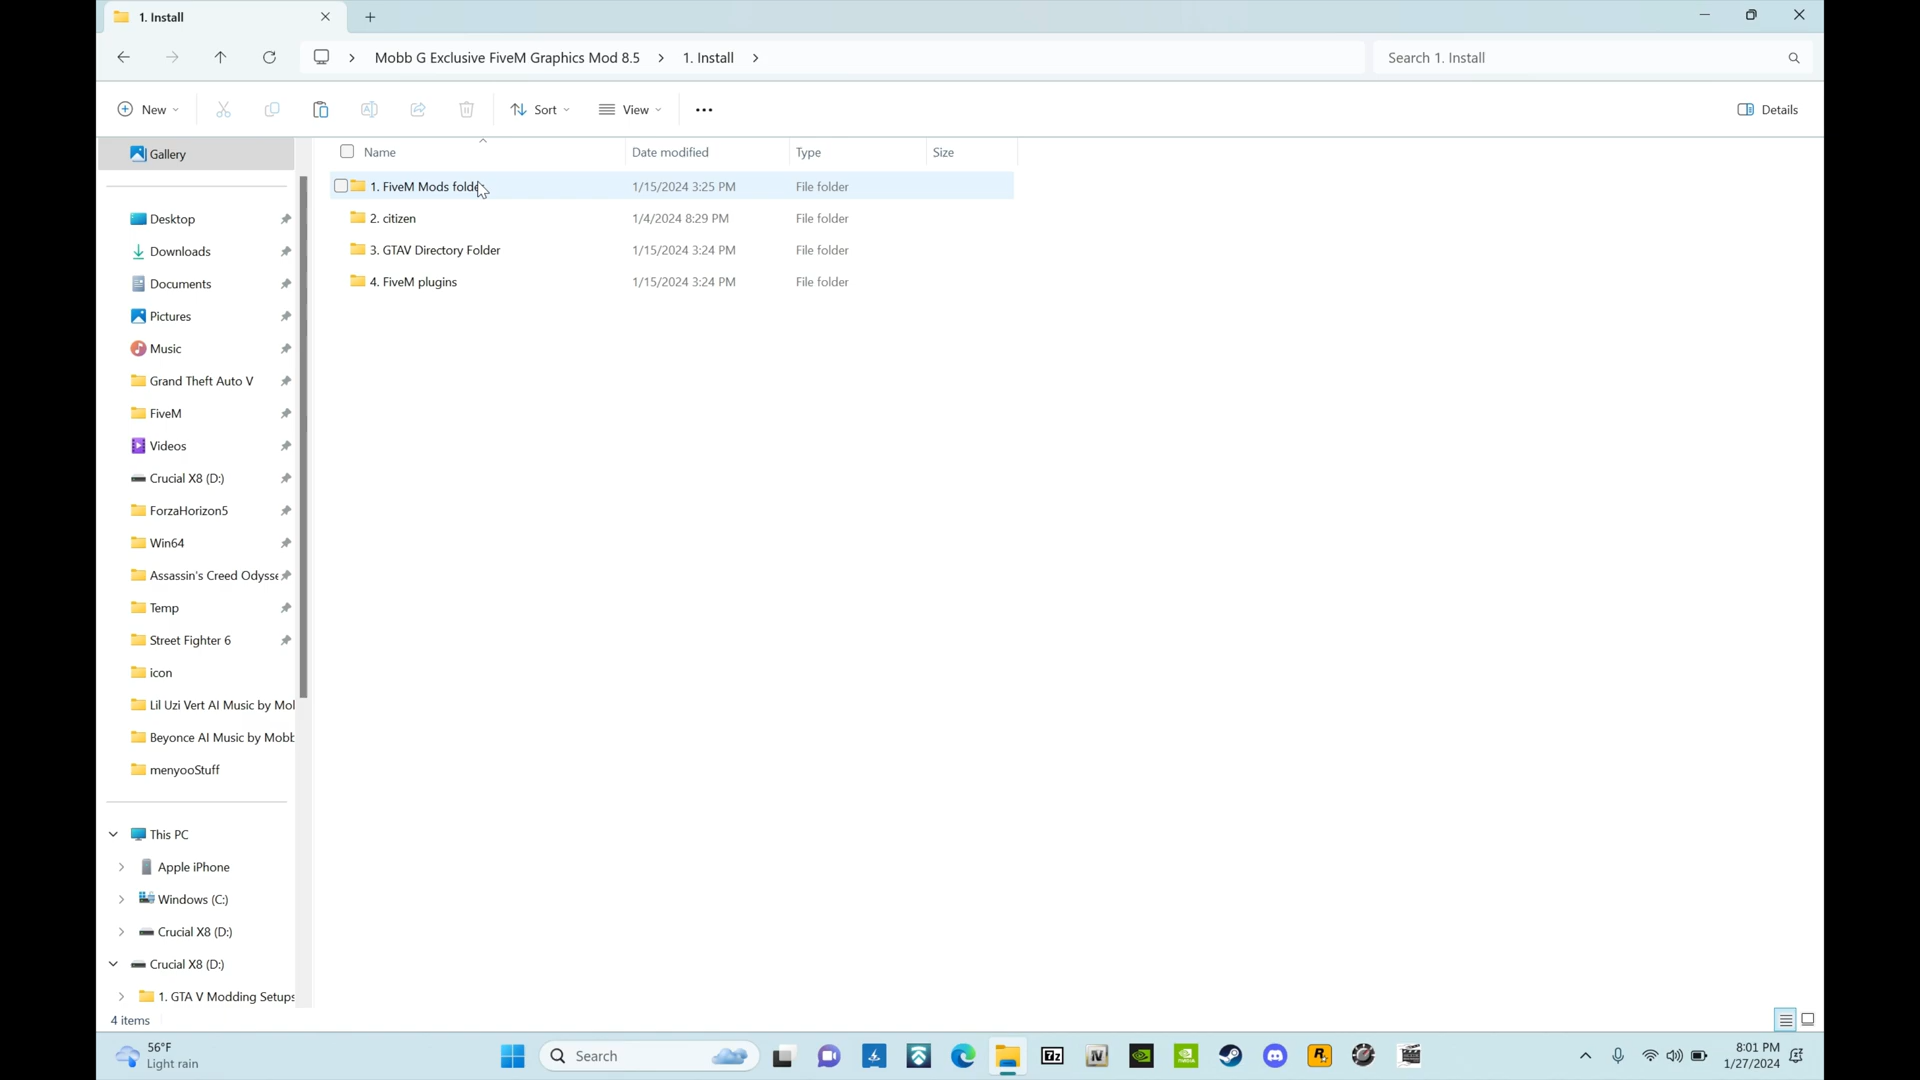 1. Install
Mobb G Exclusive FiveM Graphics Mod 8.5
1. Install
Search 1. Install
New
Sort
View
Details
Gallery
Desktop
Downloads
Documents
Pictures
Music
Grand Theft Auto V
FiveM
Videos
Crucial X8 (D:)
ForzaHorizon5
Win64
Assassin's Creed Odysse
Temp
Street Fighter 6
icon
Lil Uzi Vert AI Music by Mol
Beyonce AI Music by Mobb
menyooStuff
This PC
Apple iPhone
Windows (C:)
Crucial X8 (D:)
Crucial X8 (D:)
1. GTA V Modding Setups
Name Date modified Type Size
1. FiveM Mods folder 1/15/2024 3:25 PM File folder
2. citizen 1/4/2024 8:29 PM File folder
3. GTAV Directory Folder 1/15/2024 3:24 PM File folder
4. FiveM plugins 1/15/2024 3:24 PM File folder
4 items
56°F
Light rain
Search
7z
IV
R
8:01 PM
1/27/2024